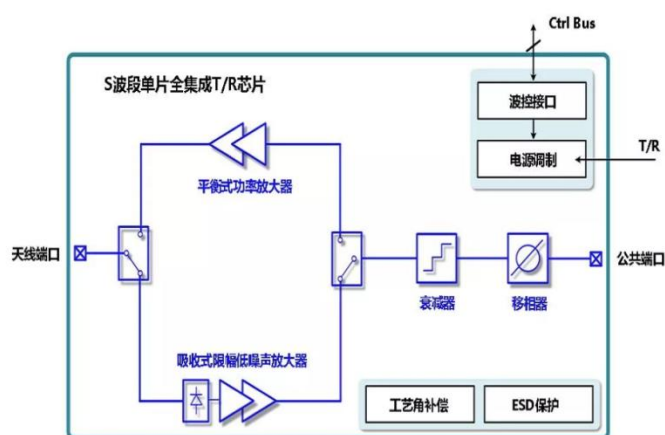 Ctrl Bus
S波段单片全集成T/R芯片
波控接口
电源调制
T/R
平衡式功率放大器
天线端口
公共端口
衰减器
移相器
吸收式限幅低噪声放大器
工艺角补偿
ESD保护